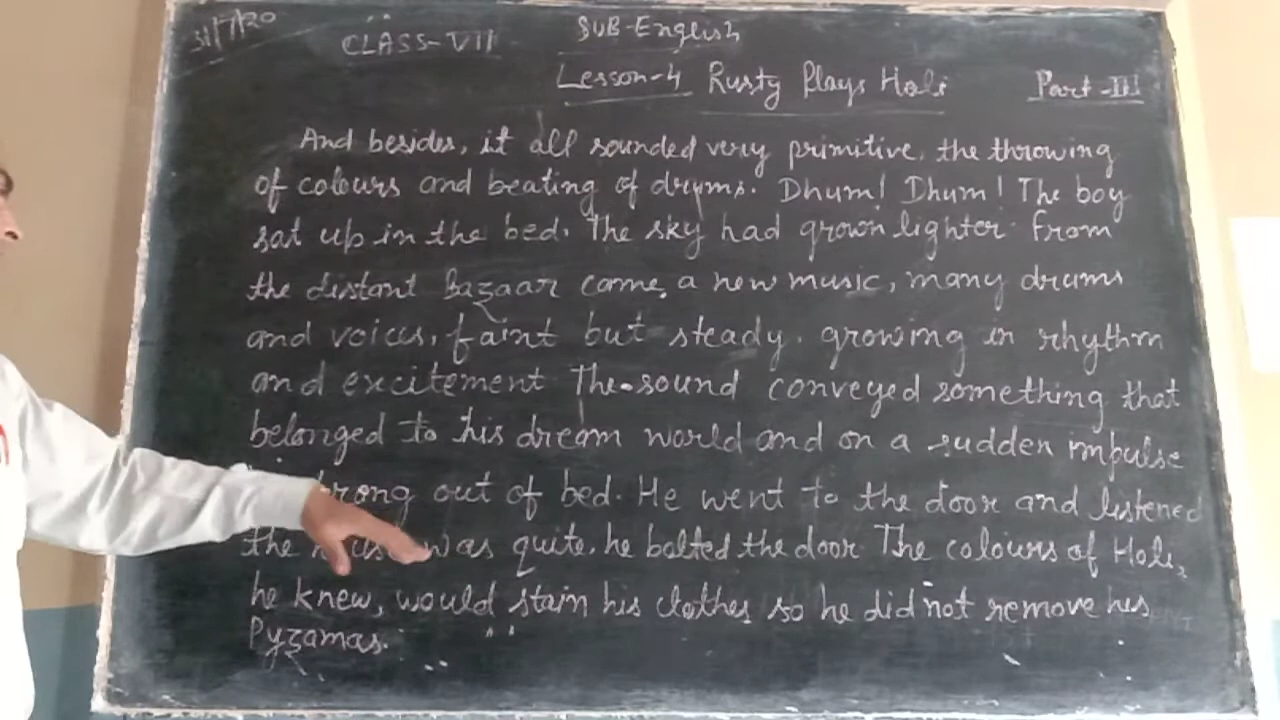 31/7/20 CLASS-VII SUB-English
Lesson-4 Rusty Plays Holi Part-III
And besides, it all sounded very primitive, the throwing
of colours and beating of drums. Dhum! Dhum! The boy
sat up in the bed. The sky had grown lighter. From
the distant Bazaar came a new music, many drums
and voices, faint but steady, growing in rhythm
and excitement The sound conveyed something that
belonged to his dream world and on a sudden impulse
out of bed. He went to the door and listened
the was quite, he bolted the door. The colours of Holi,
he knew, would stain his clothes so he did not remove his
Pyzamas.